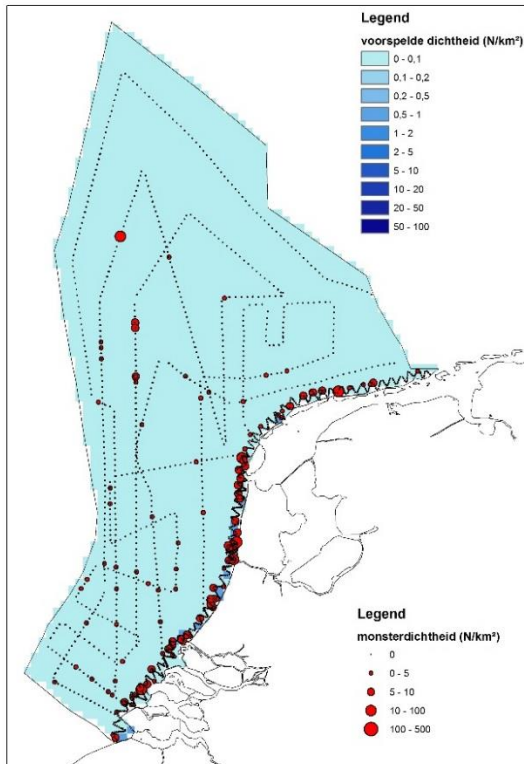 Legend
voorspelde dichtheid (N/km²)
0 - 0,1
0,1 - 0,2
0,2 - 0,5
0,5 - 1
1 - 2
2 - 5
5 - 10
10 - 20
20 - 50
50 - 100
Legend
monsterdichtheid (N/km²)
0
0 - 5
5 - 10
10 - 100
100 - 500